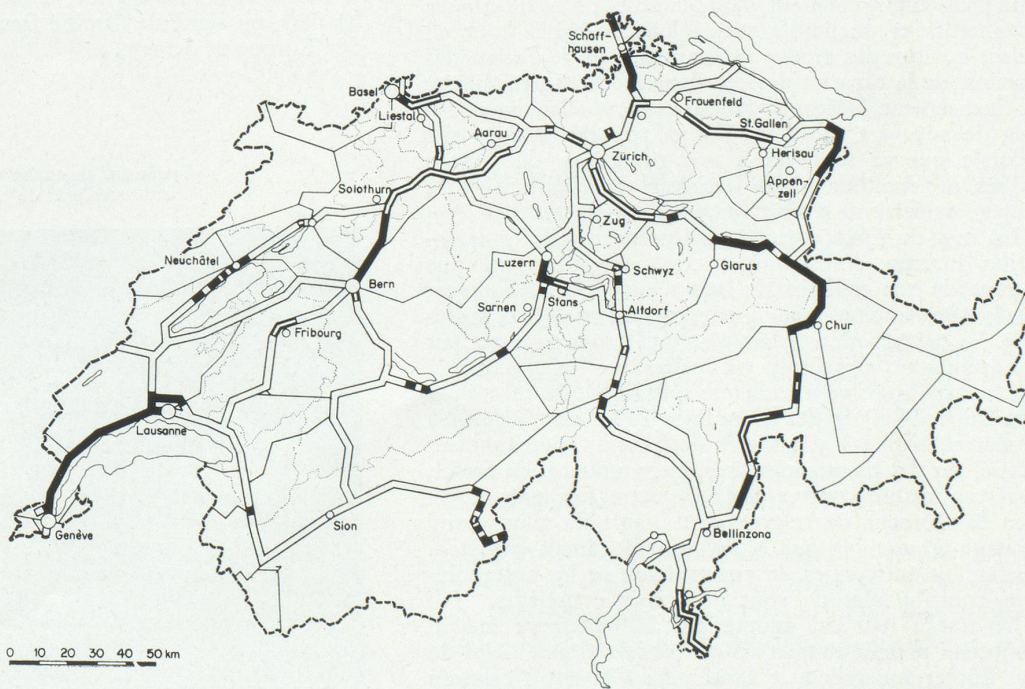 Schaff-
hausen
Basel
Liestal
Frauenfeld
Aarau
St.Gallen
Zürich
Herisau
Appen-
zell
Solothurn
Zug
Neuchâtel
Luzern
Schwyz
Glarus
Bern
Stans
Sarnen
Altdorf
Fribourg
Chur
Lausanne
Sion
Genéve
Bellinzona
0 10 20 30 40 50 km